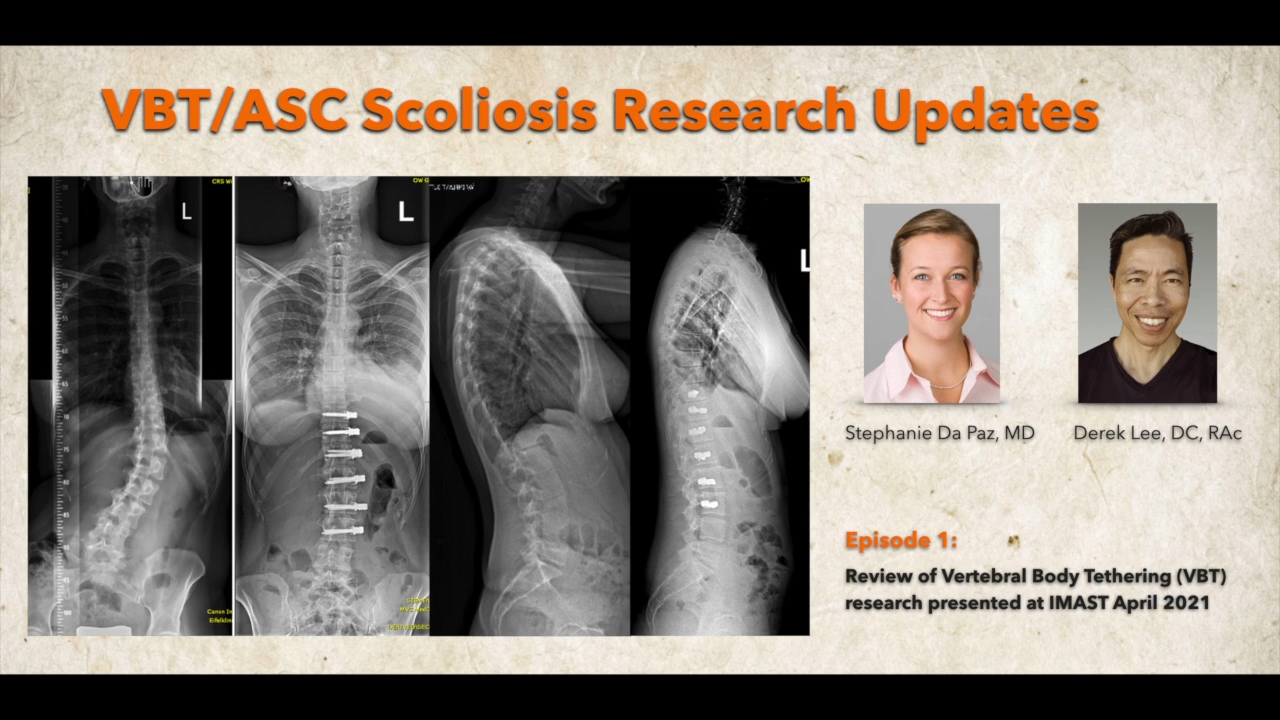 VBT/ASC Scoliosis Research Updates
L
L
Stephanie Da Paz, MD
Derek Lee, DC, RAc
Episode 1:
Review of Vertebral Body Tethering (VBT)
research presented at IMAST April 2021